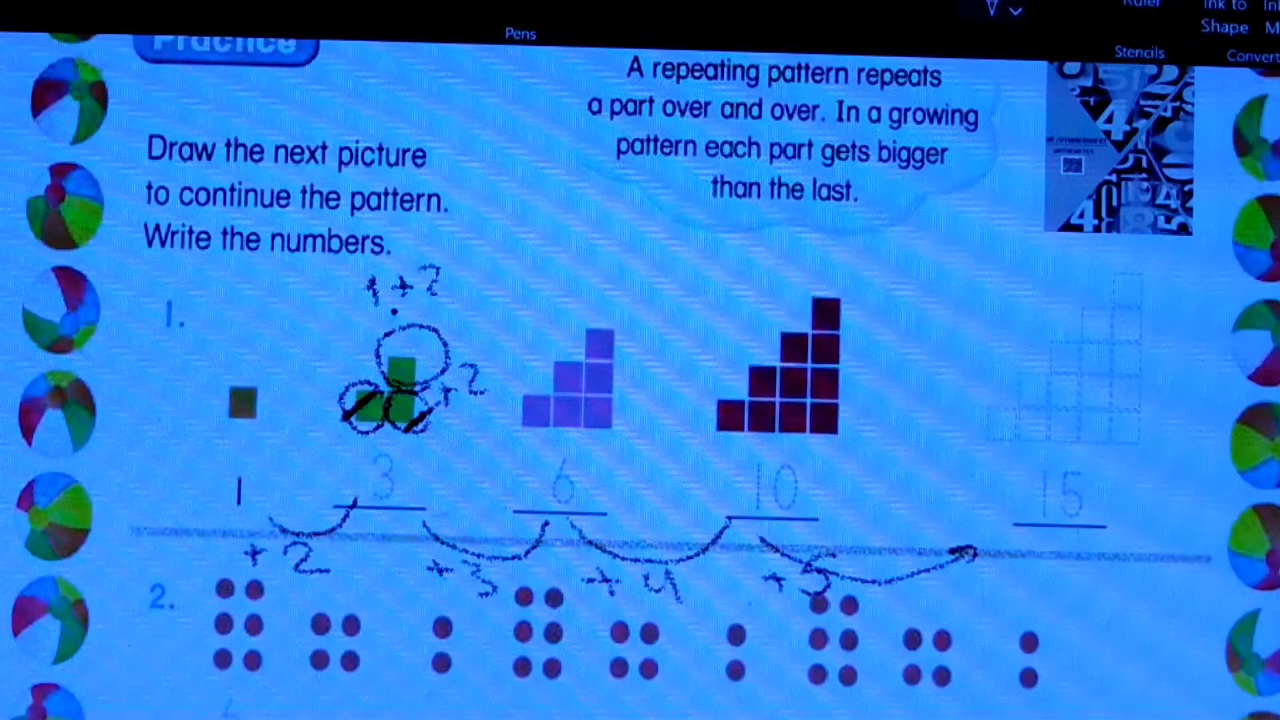 Pens
Ruler
Ink to
Shape
Stencils
Convert
Practice
A repeating pattern repeats
a part over and over. In a growing
pattern each part gets bigger
than the last.
Draw the next picture
to continue the pattern.
Write the numbers.
1.
1+2
+2
1 3 6 10 15
+2 +3 +4 +5
2.